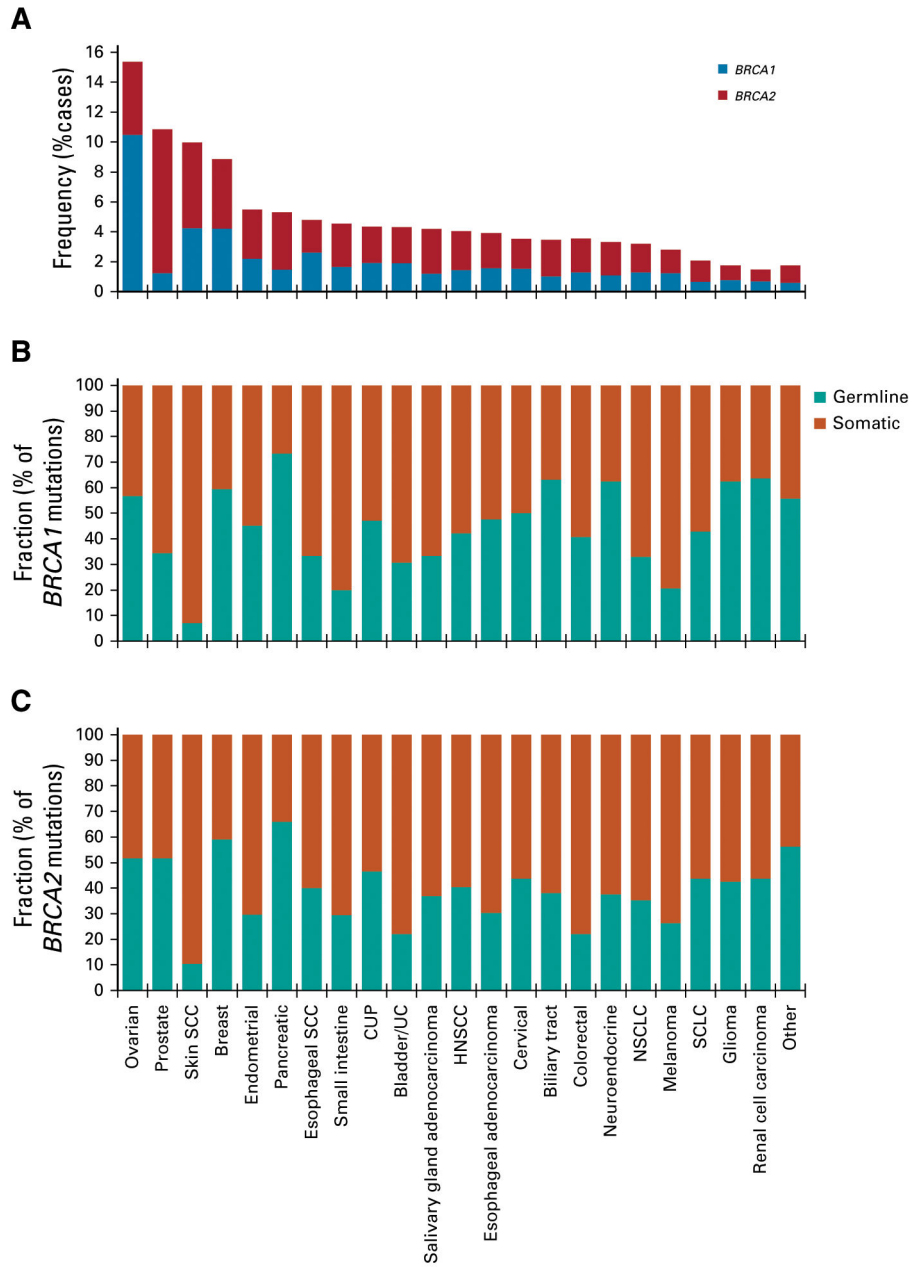 A
Frequency (%cases)
16
14
12
10
8
6
4
2
0
BRCA1
BRCA2
B
Fraction (% of
BRCA1 mutations)
100
90
80
70
60
50
40
30
20
10
0
Germline
Somatic
C
Fraction (% of
BRCA2 mutations)
100
90
80
70
60
50
40
30
20
10
0
Ovarian
Prostate
Skin SCC
Breast
Endometrial
Pancreatic
Esophageal SCC
Small intestine
CUP
Bladder/UC
Salivary gland adenocarcinoma
HNSCC
Esophageal adenocarcinoma
Cervical
Biliary tract
Colorectal
Neuroendocrine
NSCLC
Melanoma
SCLC
Glioma
Renal cell carcinoma
Other